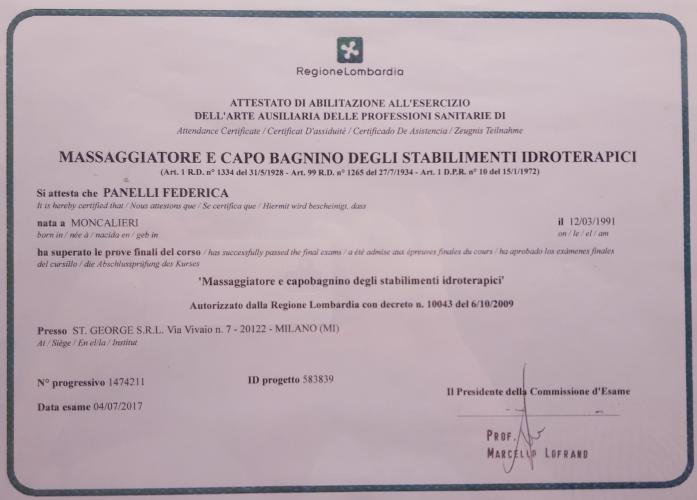 RegioneLombardia
ATTESTATO DI ABILITAZIONE ALL'ESERCIZIO
DELL'ARTE AUSILIARIA DELLE PROFESSIONI SANITARIE DI
Attendance Certificate / Certificat D'assiduité / Certificado De Asistencia / Zeugnis Teilnahme
MASSAGGIATORE E CAPO BAGNINO DEGLI STABILIMENTI IDROTERAPICI
(Art. 1 R.D. n° 1334 del 31/5/1928 - Art. 99 R.D. n° 1265 del 27/7/1934 - Art. 1 D.P.R. n° 10 del 15/1/1972)
Si attesta che PANELLI FEDERICA
It is hereby certified that / Nous attestons que / Se certifica que / Hiermit wird bescheinigt, dass
nata a MONCALIERI il 12/03/1991
born in / née à / nacida en / geb in on / le / el / am
ha superato le prove finali del corso / has successfully passed the final exams / a été admise aux épreuves finales du cours / ha aprobado los exámenes finales
del cursillo / die Abschlussprüfung des Kurses
'Massaggiatore e capobagnino degli stabilimenti idroterapici'
Autorizzato dalla Regione Lombardia con decreto n. 10043 del 6/10/2009
Presso ST. GEORGE S.R.L. Via Vivaio n. 7 - 20122 - MILANO (MI)
At / Siège / En el/la / Institut
N° progressivo 1474211 ID progetto 583839
Il Presidente della Commissione d'Esame
Data esame 04/07/2017
PROF.
MARCELLO LOFRANO